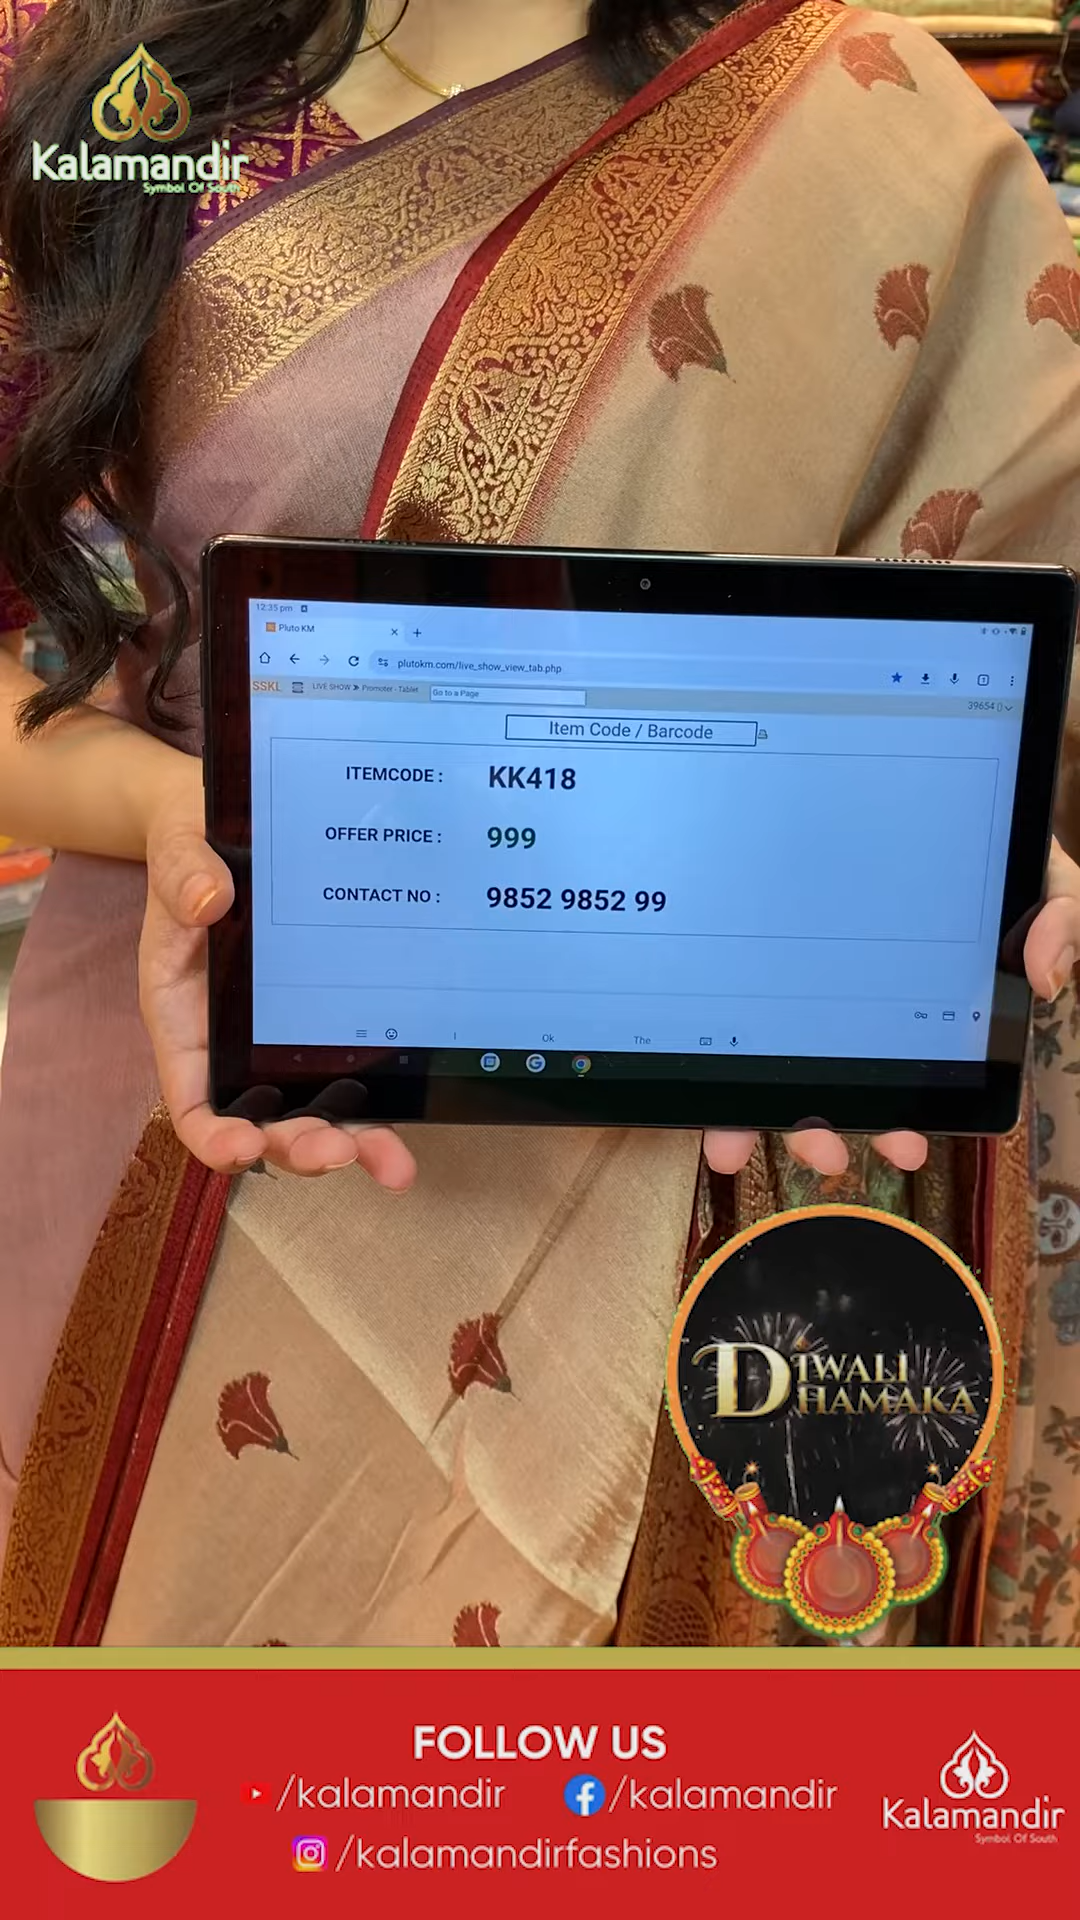 Kalamandir
Symbol Of South
12:35 pm
Pluto KM
plutokm.com/live_show_view_tab.php
SSKL
LIVE SHOW ≫ Promoter - Tablet
Go to a Page
39654 ()
Item Code / Barcode
ITEMCODE : KK418
OFFER PRICE : 999
CONTACT NO : 9852 9852 99
I Ok The
DIWALI
DHAMAKA
FOLLOW US
/kalamandir /kalamandir
/kalamandirfashions
Kalamandir
Symbol Of South